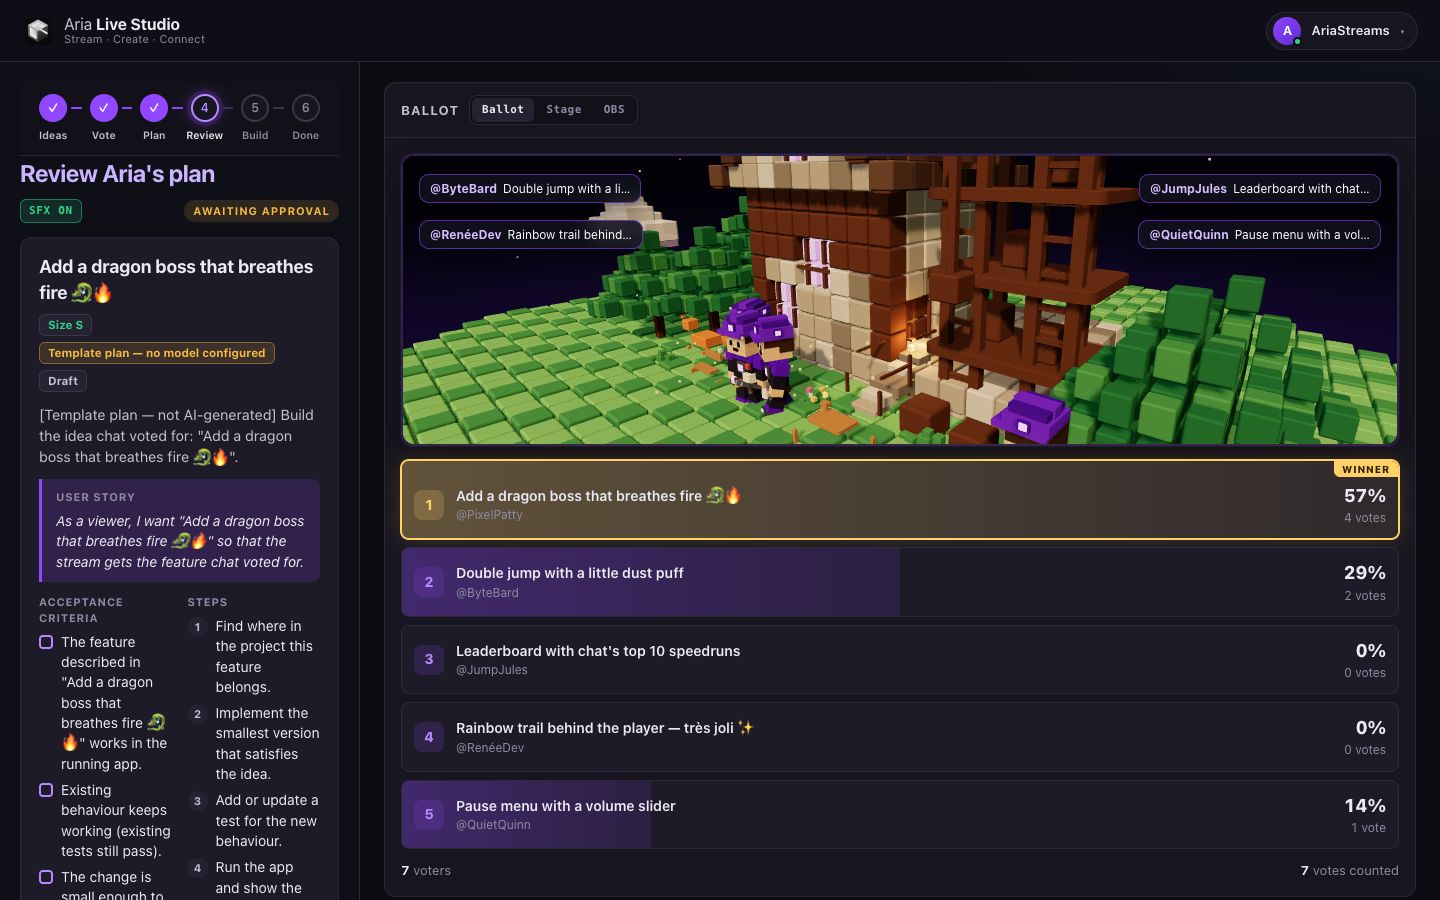 Aria Live Studio
Stream · Create · Connect
A AriaStreams
4 5 6
Ideas Vote Plan Review Build Done
Review Aria's plan
SFX ON AWAITING APPROVAL
Add a dragon boss that breathes
fire 🐉🔥
Size S
Template plan — no model configured
Draft
[Template plan — not AI-generated] Build
the idea chat voted for: "Add a dragon
boss that breathes fire 🐉🔥".
USER STORY
As a viewer, I want "Add a dragon boss
that breathes fire 🐉🔥" so that the
stream gets the feature chat voted for.
ACCEPTANCE
CRITERIA
The feature
described in
"Add a dragon
boss that
breathes fire 🐉
🔥" works in the
running app.
Existing
behaviour keeps
working (existing
tests still pass).
The change is
small enough to
STEPS
1 Find where in
the project this
feature
belongs.
2 Implement the
smallest version
that satisfies
the idea.
3 Add or update a
test for the new
behaviour.
4 Run the app
and show the
BALLOT Ballot Stage OBS
@ByteBard Double jump with a li...
@JumpJules Leaderboard with chat...
@RenéeDev Rainbow trail behind...
@QuietQuinn Pause menu with a vol...
WINNER
1 Add a dragon boss that breathes fire 🐉🔥 57%
@PixelPatty 4 votes
2 Double jump with a little dust puff 29%
@ByteBard 2 votes
3 Leaderboard with chat's top 10 speedruns 0%
@JumpJules 0 votes
4 Rainbow trail behind the player — très joli ✨ 0%
@RenéeDev 0 votes
5 Pause menu with a volume slider 14%
@QuietQuinn 1 vote
7 voters 7 votes counted